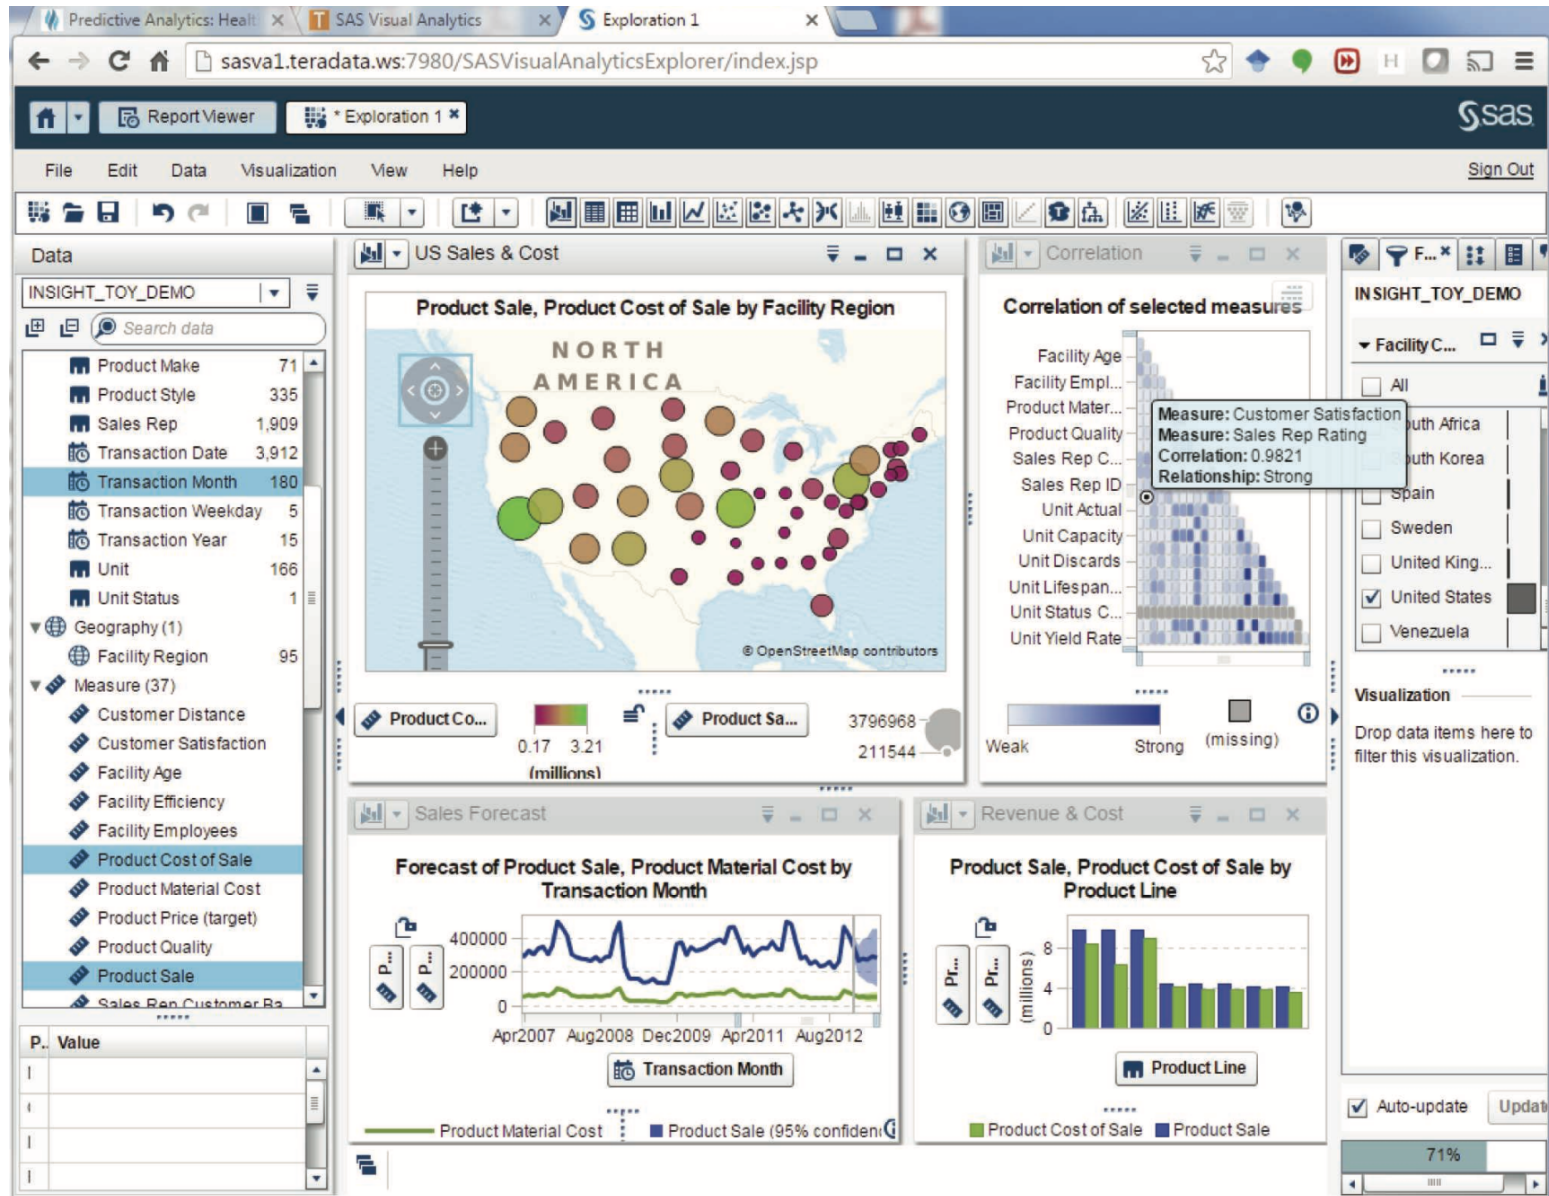 Predictive Analytics: Healt
SAS Visual Analytics
Exploration 1
sasva1.teradata.ws:7980/SASVisualAnalyticsExplorer/index.jsp
Report Viewer
* Exploration 1
sas
File Edit Data Visualization View Help
Sign Out
Data
INSIGHT_TOY_DEMO
Search data
Product Make 71
Product Style 335
Sales Rep 1,909
Transaction Date 3,912
Transaction Month 180
Transaction Weekday 5
Transaction Year 15
Unit 166
Unit Status 1
Geography (1)
Facility Region 95
Measure (37)
Customer Distance
Customer Satisfaction
Facility Age
Facility Efficiency
Facility Employees
Product Cost of Sale
Product Material Cost
Product Price (target)
Product Quality
Product Sale
Sales Rep Customer Ba
P.. Value
US Sales & Cost
Product Sale, Product Cost of Sale by Facility Region
NORTH
AMERICA
© OpenStreetMap contributors
Product Co...
0.17 3.21
(millions)
Product Sa...
3796968
211544
Correlation
Correlation of selected measures
Facility Age
Facility Empl...
Product Mater...
Product Quality
Sales Rep C...
Sales Rep ID
Unit Actual
Unit Capacity
Unit Discards
Unit Lifespan...
Unit Status C...
Unit Yield Rate
Measure: Customer Satisfaction
Measure: Sales Rep Rating
Correlation: 0.9821
Relationship: Strong
Weak Strong
(missing)
Sales Forecast
Forecast of Product Sale, Product Material Cost by
Transaction Month
P...
P...
400000
200000
0
Apr2007 Aug2008 Dec2009 Apr2011 Aug2012
Transaction Month
Product Material Cost
Product Sale (95% confiden
Revenue & Cost
Product Sale, Product Cost of Sale by
Product Line
Pr...
Pr...
(millions)
8
4
0
Product Line
Product Cost of Sale Product Sale
F...
INSIGHT_TOY_DEMO
Facility C...
All
outh Africa
outh Korea
Spain
Sweden
United King...
United States
Venezuela
Visualization
Drop data items here to
filter this visualization.
Auto-update
Updat
71%